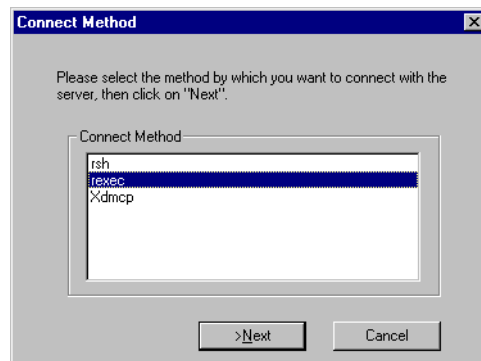 Connect Method
Please select the method by which you want to connect with the
server, then click on "Next".
Connect Method
rsh
rexec
Xdmcp
>Next
Cancel